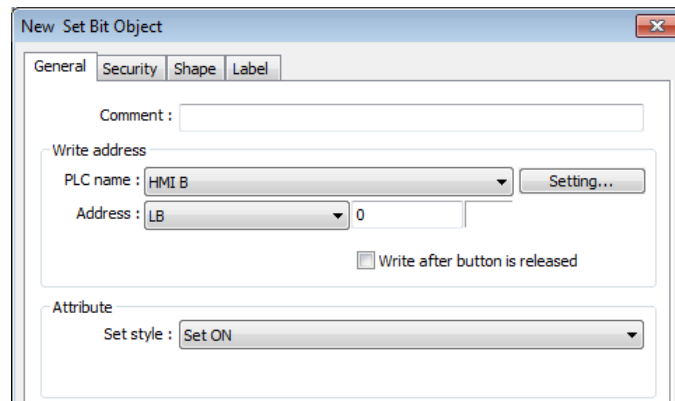 New Set Bit Object
General Security Shape Label
Comment :
Write address
PLC name : HMI B Setting...
Address : LB 0
Write after button is released
Attribute
Set style : Set ON